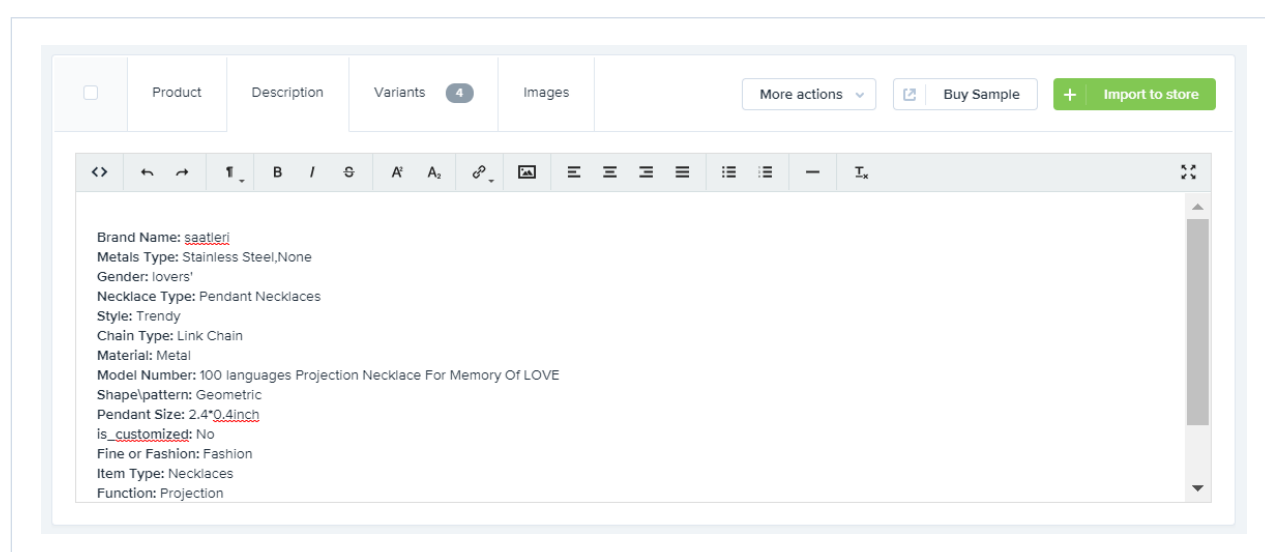 Product
Description
Variants 4
Images
More actions
Buy Sample
+ Import to store
<> ¶ B I S A² A₂ Tx
Brand Name: saatleri
Metals Type: Stainless Steel,None
Gender: lovers'
Necklace Type: Pendant Necklaces
Style: Trendy
Chain Type: Link Chain
Material: Metal
Model Number: 100 languages Projection Necklace For Memory Of LOVE
Shape\pattern: Geometric
Pendant Size: 2.4*0.4inch
is_customized: No
Fine or Fashion: Fashion
Item Type: Necklaces
Function: Projection